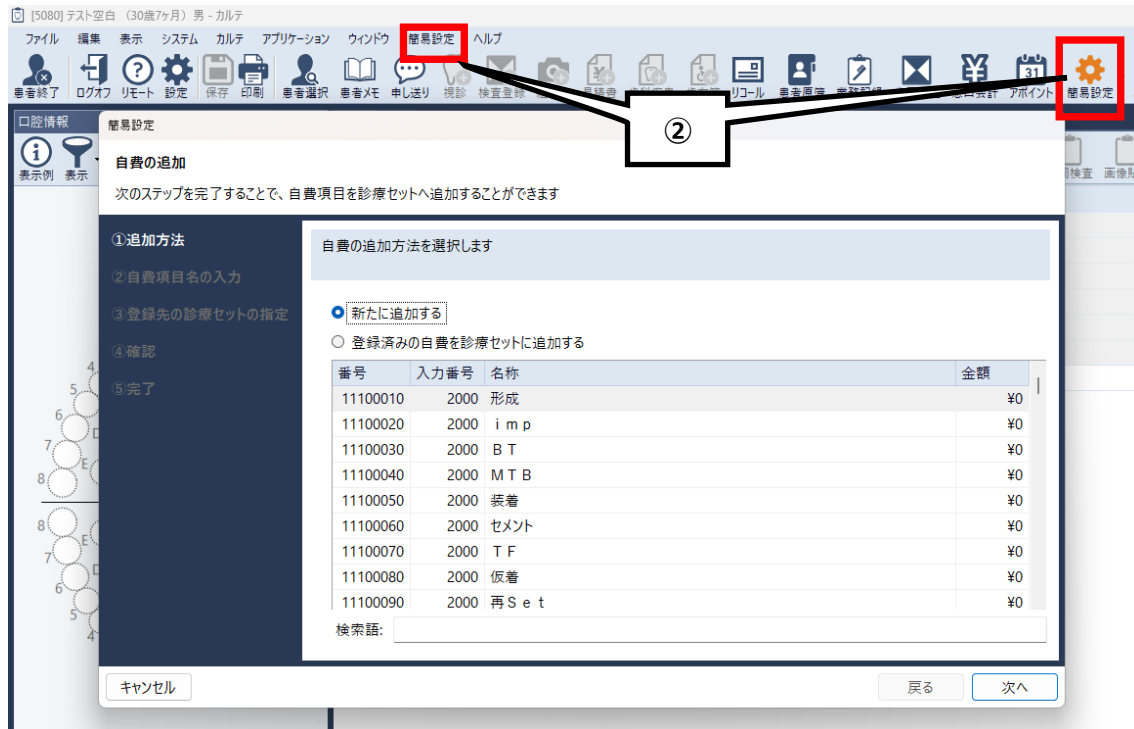 [5080] テスト空白 （30歳7ヶ月）男 - カルテ
ファイル 編集 表示 システム カルテ アプリケーション ウィンドウ 簡易設定 ヘルプ
患者終了 ログオフ リモート 設定 保存 印刷 患者選択 患者メモ 申し送り 視診 検査登録 リコール 患者原簿 アポイント 簡易設定
②
口腔情報
表示例 表示
簡易設定
自費の追加
次のステップを完了することで、自費項目を診療セットへ追加することができます
①追加方法
②自費項目名の入力
③登録先の診療セットの指定
④確認
⑤完了
自費の追加方法を選択します
新たに追加する
登録済みの自費を診療セットに追加する
番号 入力番号 名称 金額
11100010 2000 形成 ¥0
11100020 2000 ｉｍｐ ¥0
11100030 2000 ＢＴ ¥0
11100040 2000 ＭＴＢ ¥0
11100050 2000 装着 ¥0
11100060 2000 セメント ¥0
11100070 2000 ＴＦ ¥0
11100080 2000 仮着 ¥0
11100090 2000 再Ｓｅｔ ¥0
検索語:
キャンセル 戻る 次へ
4
5
6
7 E
8
8
7 E
6
5
4